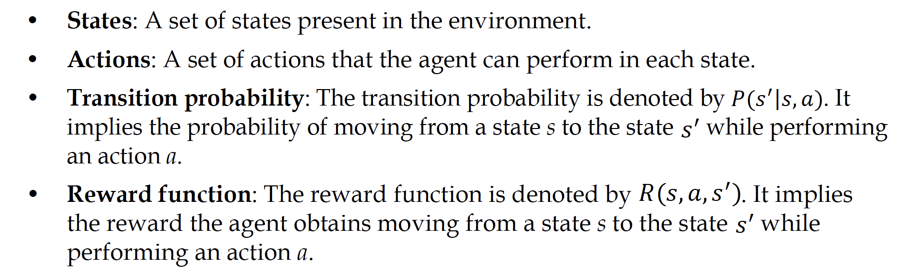 • States: A set of states present in the environment.
• Actions: A set of actions that the agent can perform in each state.
• Transition probability: The transition probability is denoted by P(s′|s, a). It
implies the probability of moving from a state s to the state s′ while performing
an action a.
• Reward function: The reward function is denoted by R(s, a, s′). It implies
the reward the agent obtains moving from a state s to the state s′ while
performing an action a.